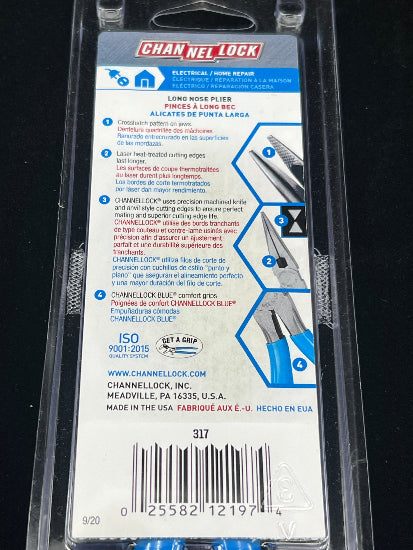 CHANNELLOCK
ELECTRICAL / HOME REPAIR
ÉLECTRIQUE / RÉPARATION À LA MAISON
ELÉCTRICO / REPARACIÓN CASERA
LONG NOSE PLIER
PINCES À LONG BEC
ALICATES DE PUNTA LARGA
1 Crosshatch pattern on jaws.
Dentelura quadrillée des mâchoires.
Ranurado entrecruzado en las superficies
de las mordazas.
2 Laser heat-treated cutting edges
last longer.
Les surfaces de coupe thermotraitées
au laser durent plus longtemps.
Los bordes de corte termotratados
por láser dan mayor rendimiento.
3 CHANNELLOCK® uses precision machined knife
and anvil style cutting edges to ensure perfect
mating and superior cutting edge life.
CHANNELLOCK® utilise des bords tranchants
de type couteau et contre-lame usinés avec
précision afin d'assurer un ajustement
parfait et une durabilité supérieure des
tranchants.
CHANNELLOCK® utiliza filos de corte de
precisión con cuchillos de estilo "punto y
plano" que aseguran el alineamiento perfecto
y una mayor duración del filo de corte.
4 CHANNELLOCK BLUE® comfort grips.
Poignées de confort CHANNELLOCK BLUE®
Empuñaduras cómodas
CHANNELLOCK BLUE®
1
3
2
4
ISO
9001:2015
QUALITY SYSTEM
GET A GRIP
WWW.CHANNELLOCK.COM
CHANNELLOCK, INC.
MEADVILLE, PA 16335, U.S.A.
MADE IN THE USA FABRIQUÉ AUX É.-U. HECHO EN EUA
317
9/20
0 25582 12197 4
V